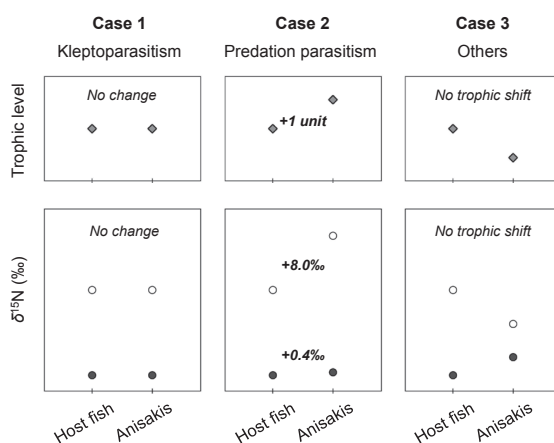 Case 1
Kleptoparasitism
Case 2
Predation parasitism
Case 3
Others
Trophic level
No change
+1 unit
No trophic shift
δ15N (‰)
No change
+8.0‰
+0.4‰
No trophic shift
Host fish
Anisakis
Host fish
Anisakis
Host fish
Anisakis